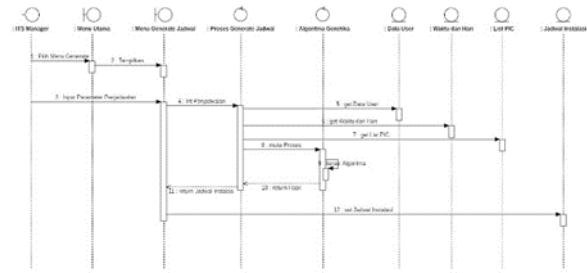 : ITS Manager
: Menu Utama
: Menu Generate Jadwal
: Proses Generate Jadwal
: Algoritma Genetika
: Data User
: Waktu dan Hari
: List PIC
: Jadwal Instalasi
1 : Pilih Menu Generate
2 : Tampilkan
3 : Input Parameter Penjadwalan
4 : Init Penjadwalan
5 : get Data User
6 : get Waktu dan Hari
7 : get List PIC
8 : mulai Proses
Algoritma
10 : return Hasil
11 : return Jadwal Instalasi
12 : set Jadwal Instalasi